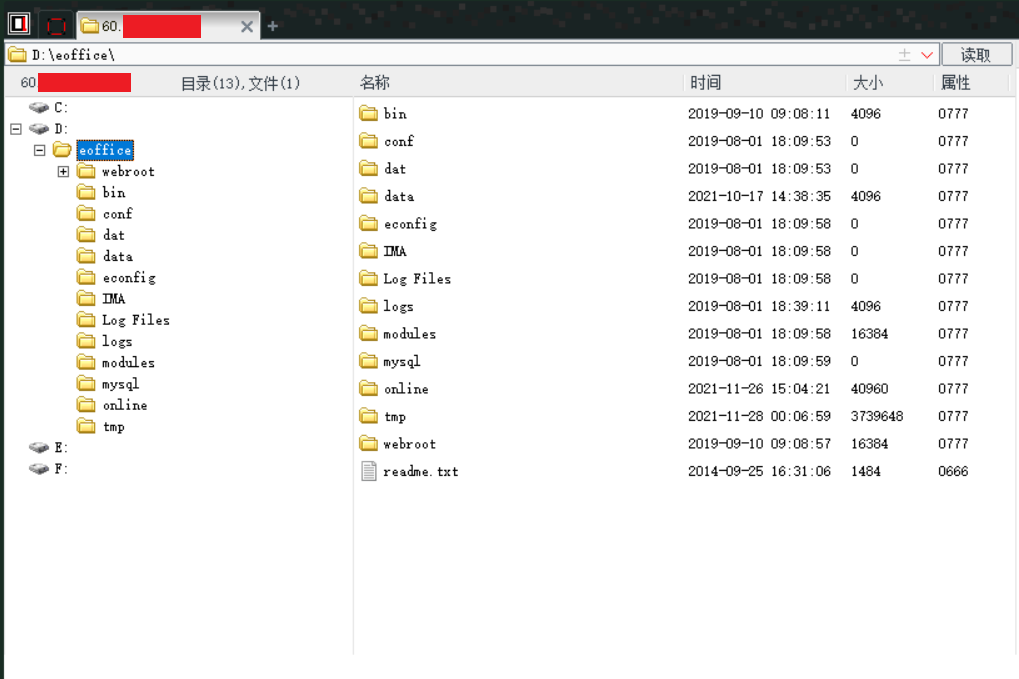 60.
D:\eoffice\ 读取
60 目录(13),文件(1) 名称 时间 大小 属性
C:
D:
eoffice
webroot
bin
conf
dat
data
econfig
IMA
Log Files
logs
modules
mysql
online
tmp
E:
F:
bin 2019-09-10 09:08:11 4096 0777
conf 2019-08-01 18:09:53 0 0777
dat 2019-08-01 18:09:53 0 0777
data 2021-10-17 14:38:35 4096 0777
econfig 2019-08-01 18:09:58 0 0777
IMA 2019-08-01 18:09:58 0 0777
Log Files 2019-08-01 18:09:58 0 0777
logs 2019-08-01 18:39:11 4096 0777
modules 2019-08-01 18:09:58 16384 0777
mysql 2019-08-01 18:09:59 0 0777
online 2021-11-26 15:04:21 40960 0777
tmp 2021-11-28 00:06:59 3739648 0777
webroot 2019-09-10 09:08:57 16384 0777
readme.txt 2014-09-25 16:31:06 1484 0666